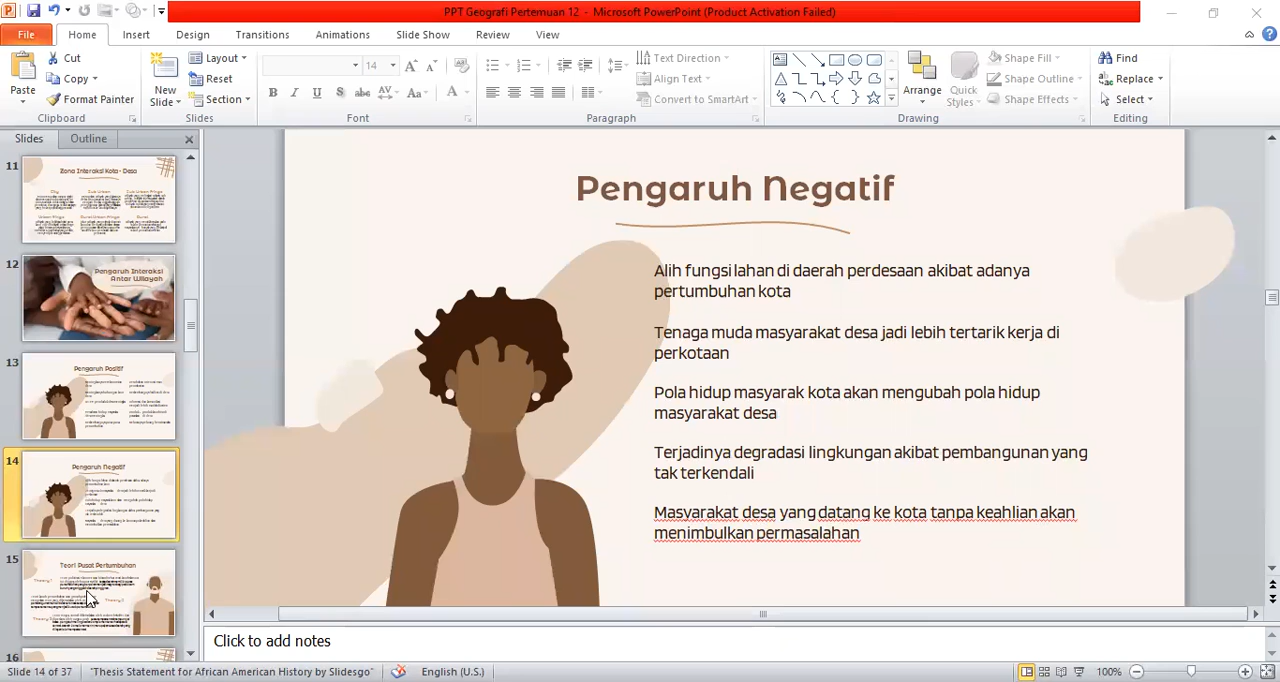 PPT Geografi Pertemuan 12 - Microsoft PowerPoint (Product Activation Failed)
File Home Insert Design Transitions Animations Slide Show Review View
Paste
Cut
Copy
Format Painter
Clipboard
New Slide
Layout
Reset
Section
Slides
14
B I U S abc AV Aa A
Font
Text Direction
Align Text
Convert to SmartArt
Paragraph
Arrange
Quick Styles
Shape Fill
Shape Outline
Shape Effects
Drawing
Find
Replace
Select
Editing
Slides Outline
11
Zona Interaksi Kota - Desa
12
Pengaruh Interaksi
Antar Wilayah
13
Pengaruh Positif
14
Pengaruh Negatif
15
Teori Pusat Pertumbuhan
16
Pengaruh Negatif
Alih fungsi lahan di daerah perdesaan akibat adanya
pertumbuhan kota
Tenaga muda masyarakat desa jadi lebih tertarik kerja di
perkotaan
Pola hidup masyarak kota akan mengubah pola hidup
masyarakat desa
Terjadinya degradasi lingkungan akibat pembangunan yang
tak terkendali
Masyarakat desa yang datang ke kota tanpa keahlian akan
menimbulkan permasalahan
Click to add notes
Slide 14 of 37 "Thesis Statement for African American History by Slidesgo" English (U.S.) 100%